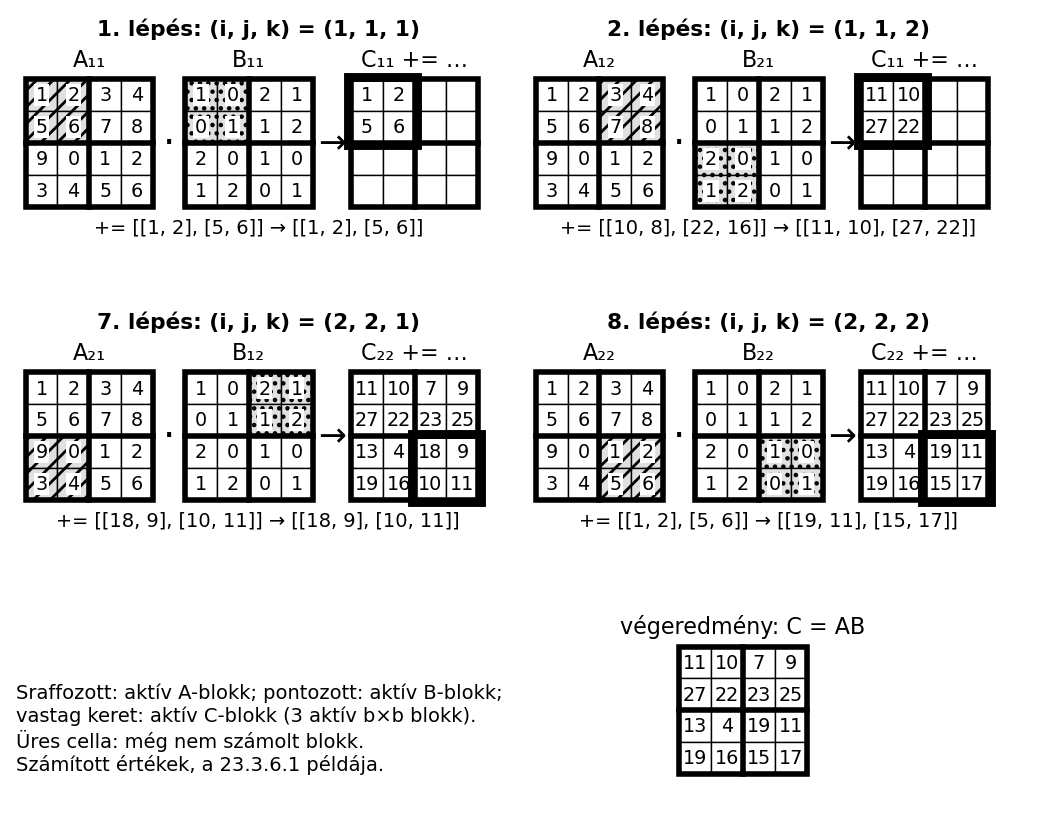 1. lépés: (i, j, k) = (1, 1, 1)
A₁₁ B₁₁ C₁₁ += …
1 2 3 4 1 0 2 1 1 2
5 6 7 8 0 1 1 2 5 6
· →
9 0 1 2 2 0 1 0
3 4 5 6 1 2 0 1
+= [[1, 2], [5, 6]] → [[1, 2], [5, 6]]
2. lépés: (i, j, k) = (1, 1, 2)
A₁₂ B₂₁ C₁₁ += …
1 2 3 4 1 0 2 1 11 10
5 6 7 8 0 1 1 2 27 22
· →
9 0 1 2 2 0 1 0
3 4 5 6 1 2 0 1
+= [[10, 8], [22, 16]] → [[11, 10], [27, 22]]
7. lépés: (i, j, k) = (2, 2, 1)
A₂₁ B₁₂ C₂₂ += …
1 2 3 4 1 0 2 1 11 10 7 9
5 6 7 8 0 1 1 2 27 22 23 25
· →
9 0 1 2 2 0 1 0 13 4 18 9
3 4 5 6 1 2 0 1 19 16 10 11
+= [[18, 9], [10, 11]] → [[18, 9], [10, 11]]
8. lépés: (i, j, k) = (2, 2, 2)
A₂₂ B₂₂ C₂₂ += …
1 2 3 4 1 0 2 1 11 10 7 9
5 6 7 8 0 1 1 2 27 22 23 25
· →
9 0 1 2 2 0 1 0 13 4 19 11
3 4 5 6 1 2 0 1 19 16 15 17
+= [[1, 2], [5, 6]] → [[19, 11], [15, 17]]
Sraffozott: aktív A-blokk; pontozott: aktív B-blokk;
vastag keret: aktív C-blokk (3 aktív b×b blokk).
Üres cella: még nem számolt blokk.
Számított értékek, a 23.3.6.1 példája.
végeredmény: C = AB
11 10 7 9
27 22 23 25
13 4 19 11
19 16 15 17